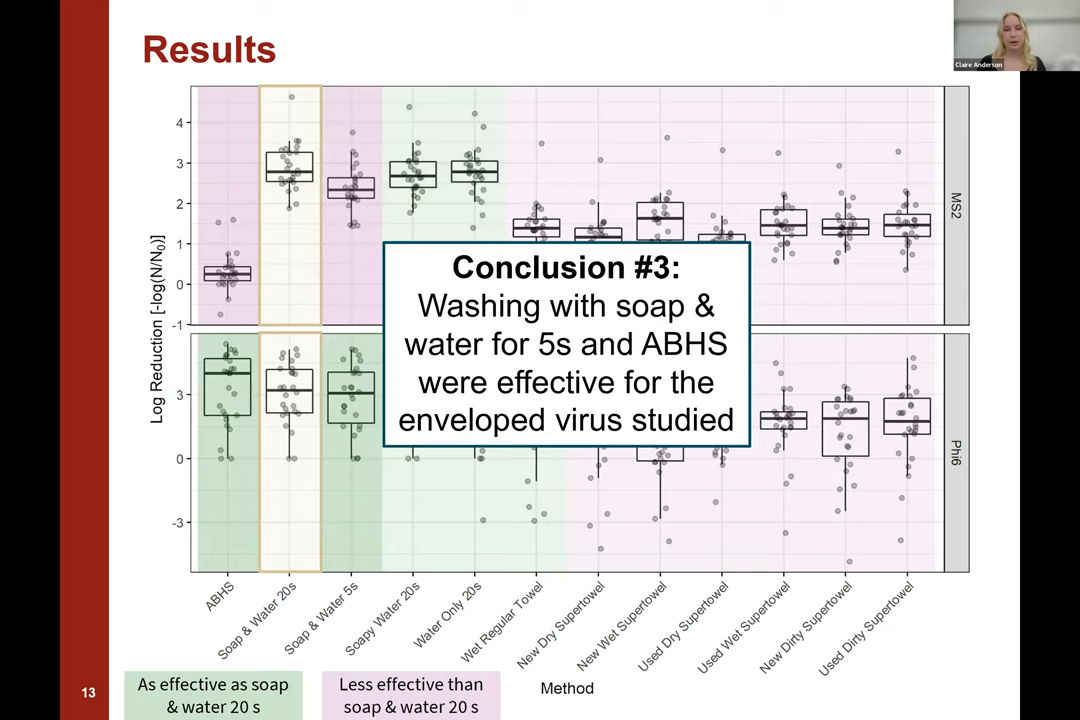 Results
Claire Anderson
Log Reduction [-log(N/N₀)]
4
3
2
1
0
-1
MS2
3
0
-3
Phi6
Conclusion #3:
Washing with soap &
water for 5s and ABHS
were effective for the
enveloped virus studied
ABHS
Soap & Water 20s
Soap & Water 5s
Soapy Water 20s
Water Only 20s
Wet Regular Towel
New Dry Supertowel
New Wet Supertowel
Used Dry Supertowel
Used Wet Supertowel
New Dirty Supertowel
Used Dirty Supertowel
Method
As effective as soap
& water 20 s
Less effective than
soap & water 20 s
13